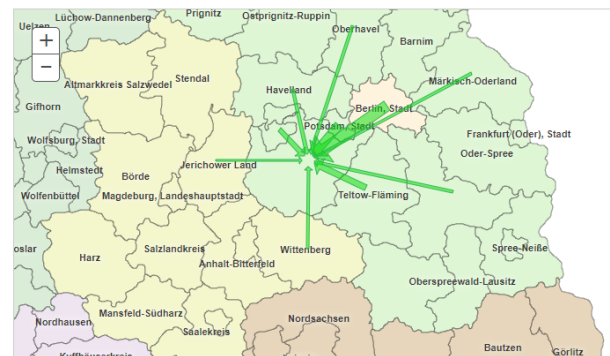 Uelzen
Lüchow-Dannenberg
Prignitz
Ostprignitz-Ruppin
Oberhavel
Barnim
+
−
Stendal
Altmarkkreis Salzwedel
Havelland
Märkisch-Oderland
Gifhorn
Berlin, Stadt
Potsdam, Stadt
Frankfurt (Oder), Stadt
Wolfsburg, Stadt
Oder-Spree
Helmstedt
Börde
Jerichower Land
Wolfenbüttel
Magdeburg, Landeshauptstadt
Teltow-Fläming
oslar
Harz
Salzlandkreis
Wittenberg
Spree-Neiße
Anhalt-Bitterfeld
Oberspreewald-Lausitz
Nordhausen
Mansfeld-Südharz
Saalekreis
Nordsachsen
Bautzen
Görlitz
Kyffhäuserkreis